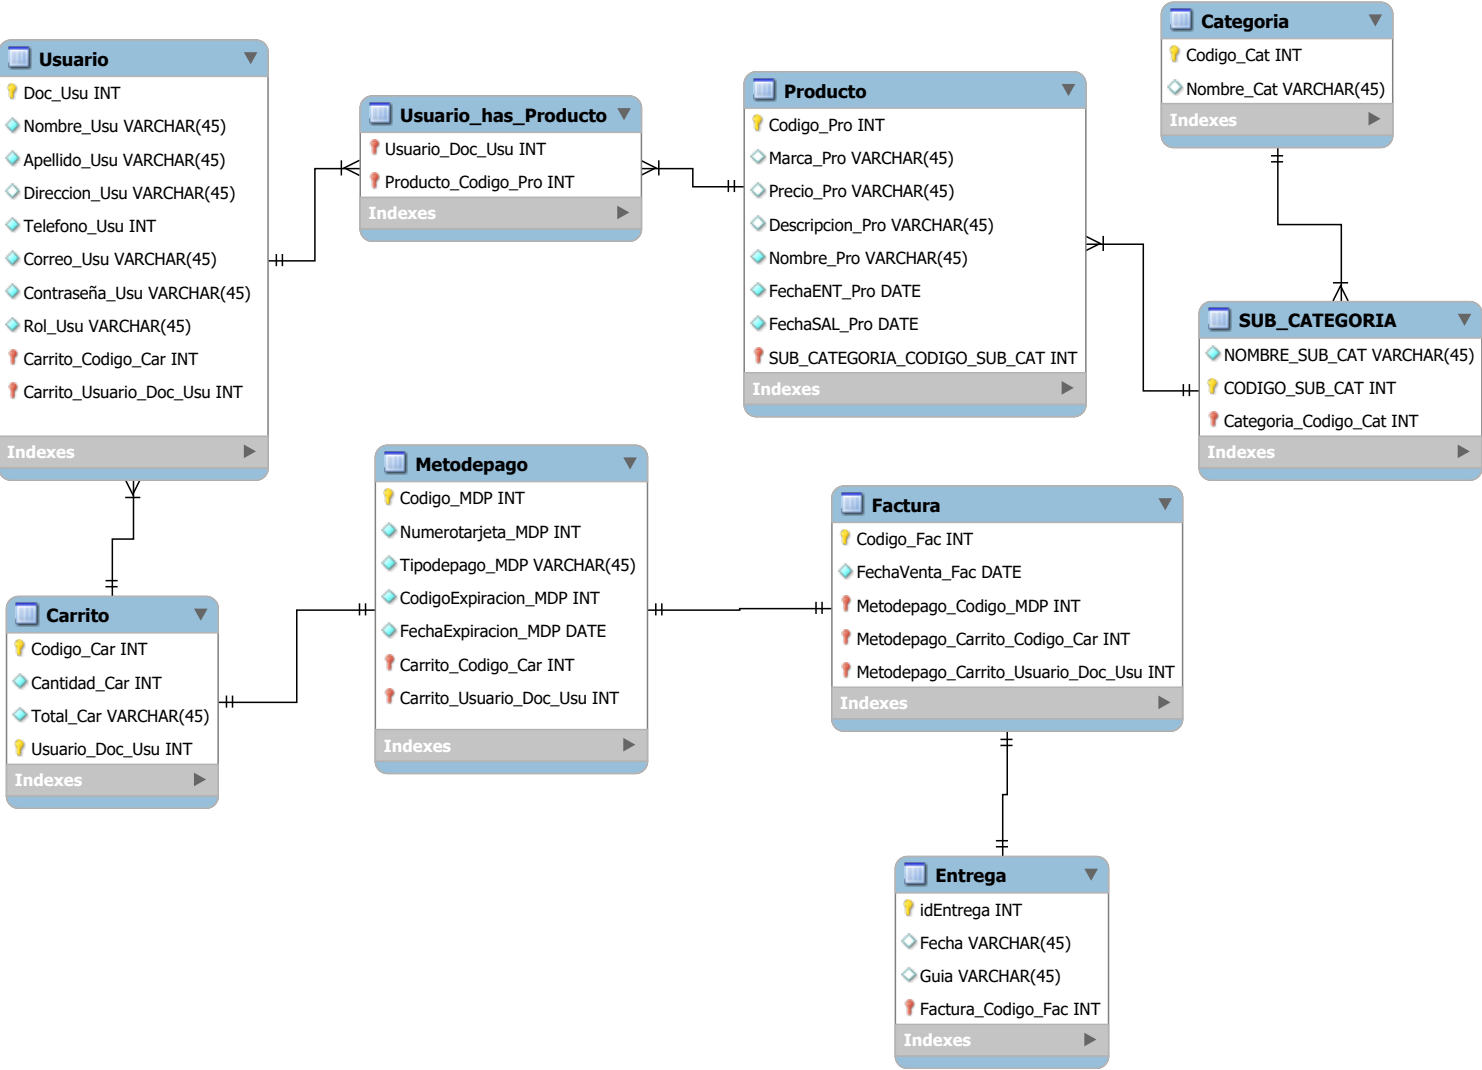 Usuario
Doc_Usu INT
Nombre_Usu VARCHAR(45)
Apellido_Usu VARCHAR(45)
Direccion_Usu VARCHAR(45)
Telefono_Usu INT
Correo_Usu VARCHAR(45)
Contraseña_Usu VARCHAR(45)
Rol_Usu VARCHAR(45)
Carrito_Codigo_Car INT
Carrito_Usuario_Doc_Usu INT
Indexes
Usuario_has_Producto
Usuario_Doc_Usu INT
Producto_Codigo_Pro INT
Indexes
Producto
Codigo_Pro INT
Marca_Pro VARCHAR(45)
Precio_Pro VARCHAR(45)
Descripcion_Pro VARCHAR(45)
Nombre_Pro VARCHAR(45)
FechaENT_Pro DATE
FechaSAL_Pro DATE
SUB_CATEGORIA_CODIGO_SUB_CAT INT
Indexes
Categoria
Codigo_Cat INT
Nombre_Cat VARCHAR(45)
Indexes
SUB_CATEGORIA
NOMBRE_SUB_CAT VARCHAR(45)
CODIGO_SUB_CAT INT
Categoria_Codigo_Cat INT
Indexes
Carrito
Codigo_Car INT
Cantidad_Car INT
Total_Car VARCHAR(45)
Usuario_Doc_Usu INT
Indexes
Metodepago
Codigo_MDP INT
Numerotarjeta_MDP INT
Tipodepago_MDP VARCHAR(45)
CodigoExpiracion_MDP INT
FechaExpiracion_MDP DATE
Carrito_Codigo_Car INT
Carrito_Usuario_Doc_Usu INT
Indexes
Factura
Codigo_Fac INT
FechaVenta_Fac DATE
Metodepago_Codigo_MDP INT
Metodepago_Carrito_Codigo_Car INT
Metodepago_Carrito_Usuario_Doc_Usu INT
Indexes
Entrega
idEntrega INT
Fecha VARCHAR(45)
Guia VARCHAR(45)
Factura_Codigo_Fac INT
Indexes